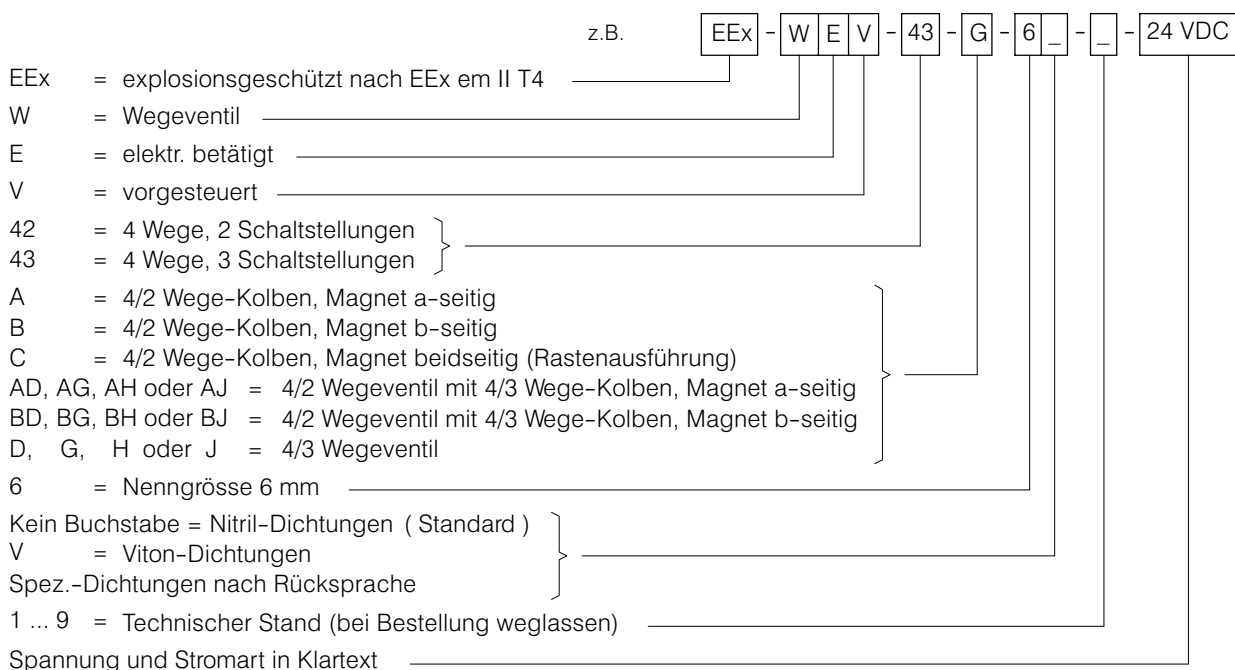 z.B. EEx - W E V - 43 - G - 6 _ - _ - 24 VDC
EEx = explosionsgeschützt nach EEx em II T4
W = Wegeventil
E = elektr. betätigt
V = vorgesteuert
42 = 4 Wege, 2 Schaltstellungen
43 = 4 Wege, 3 Schaltstellungen
A = 4/2 Wege-Kolben, Magnet a-seitig
B = 4/2 Wege-Kolben, Magnet b-seitig
C = 4/2 Wege-Kolben, Magnet beidseitig (Rastenausführung)
AD, AG, AH oder AJ = 4/2 Wegeventil mit 4/3 Wege-Kolben, Magnet a-seitig
BD, BG, BH oder BJ = 4/2 Wegeventil mit 4/3 Wege-Kolben, Magnet b-seitig
D, G, H oder J = 4/3 Wegeventil
6 = Nenngrösse 6 mm
Kein Buchstabe = Nitril-Dichtungen ( Standard )
V = Viton-Dichtungen
Spez.-Dichtungen nach Rücksprache
1 ... 9 = Technischer Stand (bei Bestellung weglassen)
Spannung und Stromart in Klartext